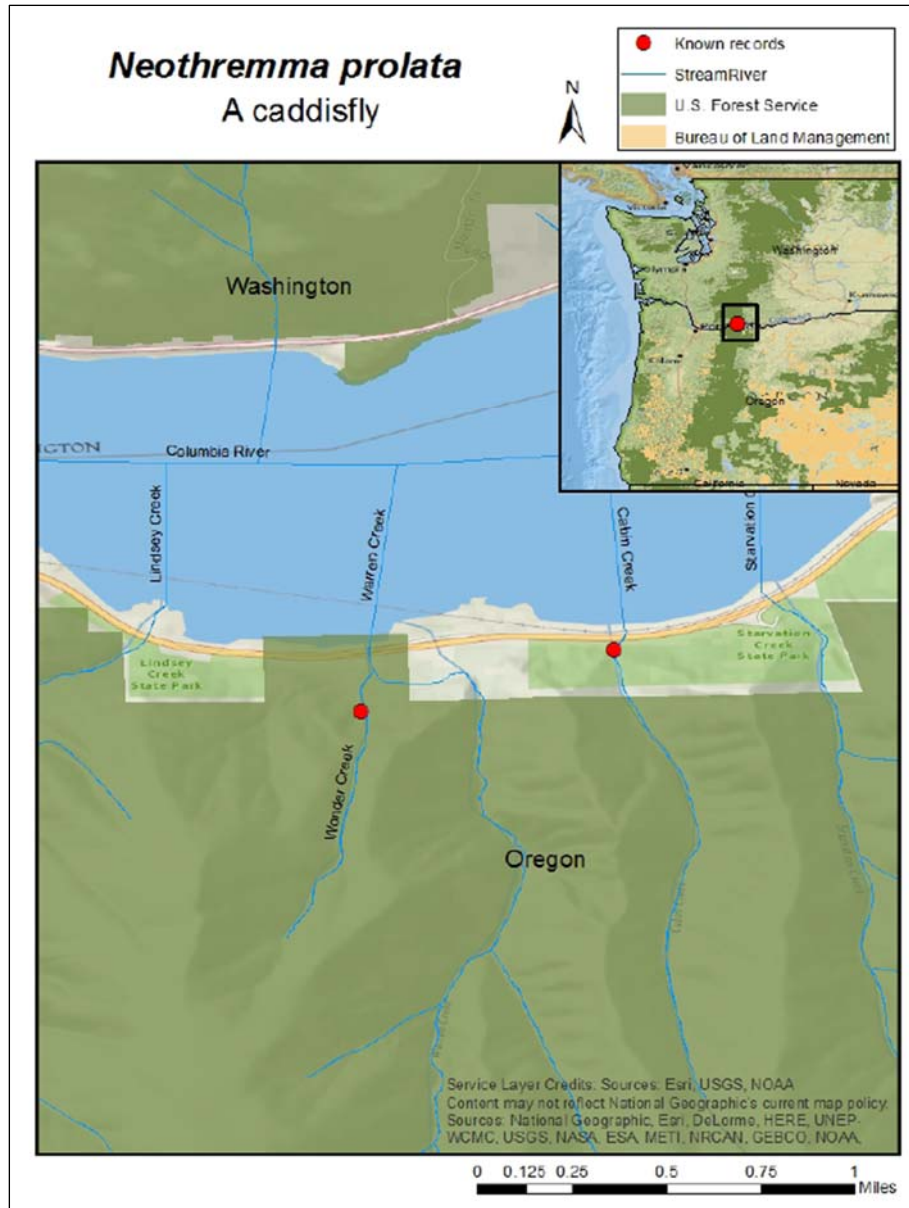 Neothremma prolata
A caddisfly
N
Known records
StreamRiver
U.S. Forest Service
Bureau of Land Management
Victoria
Washington
Olympia
Oregon
California
Nevada
Washington
Columbia River
Lindsey Creek
Warren Creek
Cabin Creek
Starvation
Lindsey
Creek
State Park
Starvation
Creek
State Park
Wonder Creek
Oregon
Service Layer Credits: Sources: Esri, USGS, NOAA
Content may not reflect National Geographic's current map policy.
Sources: National Geographic, Esri, DeLorme, HERE, UNEP-
WCMC, USGS, NASA, ESA, METI, NRCAN, GEBCO, NOAA,
0 0.125 0.25 0.5 0.75 1
Miles